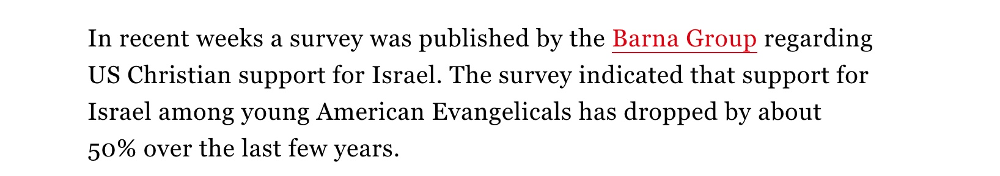 In recent weeks a survey was published by the Barna Group regarding
US Christian support for Israel. The survey indicated that support for
Israel among young American Evangelicals has dropped by about
50% over the last few years.